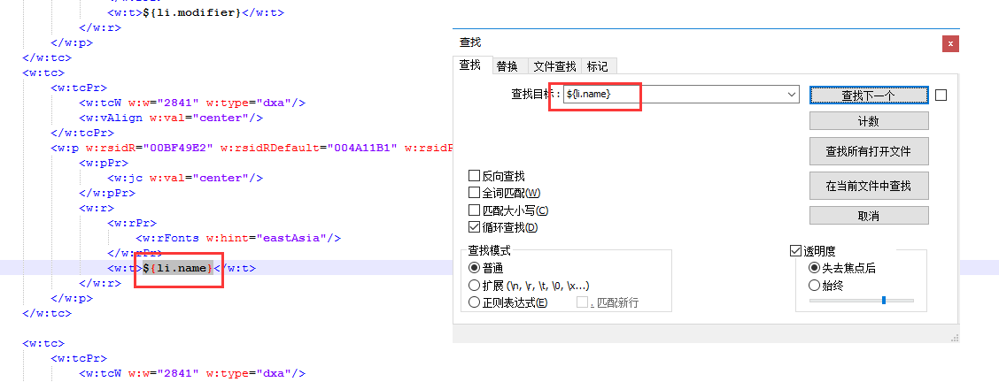 <w:t>${li.modifier}</w:t>
</w:r>
</w:p>
</w:tc>
<w:tc>
<w:tcPr>
<w:tcW w:w="2841" w:type="dxa"/>
<w:vAlign w:val="center"/>
</w:tcPr>
<w:p w:rsidR="00BF49E2" w:rsidRDefault="004A11B1" w:rsidP
<w:pPr>
<w:jc w:val="center"/>
</w:pPr>
<w:r>
<w:rPr>
<w:rFonts w:hint="eastAsia"/>
</w:rPr>
<w:t>${li.name}</w:t>
</w:r>
</w:p>
</w:tc>
<w:tc>
<w:tcPr>
<w:tcW w:w="2841" w:type="dxa"/>
查找
x
查找 替换 文件查找 标记
查找目标: ${li.name}
查找下一个
计数
查找所有打开文件
在当前文件中查找
取消
反向查找
全词匹配(W)
匹配大小写(C)
循环查找(D)
查找模式
普通
扩展 (\n, \r, \t, \0, \x...)
正则表达式(E) . 匹配新行
透明度
失去焦点后
始终